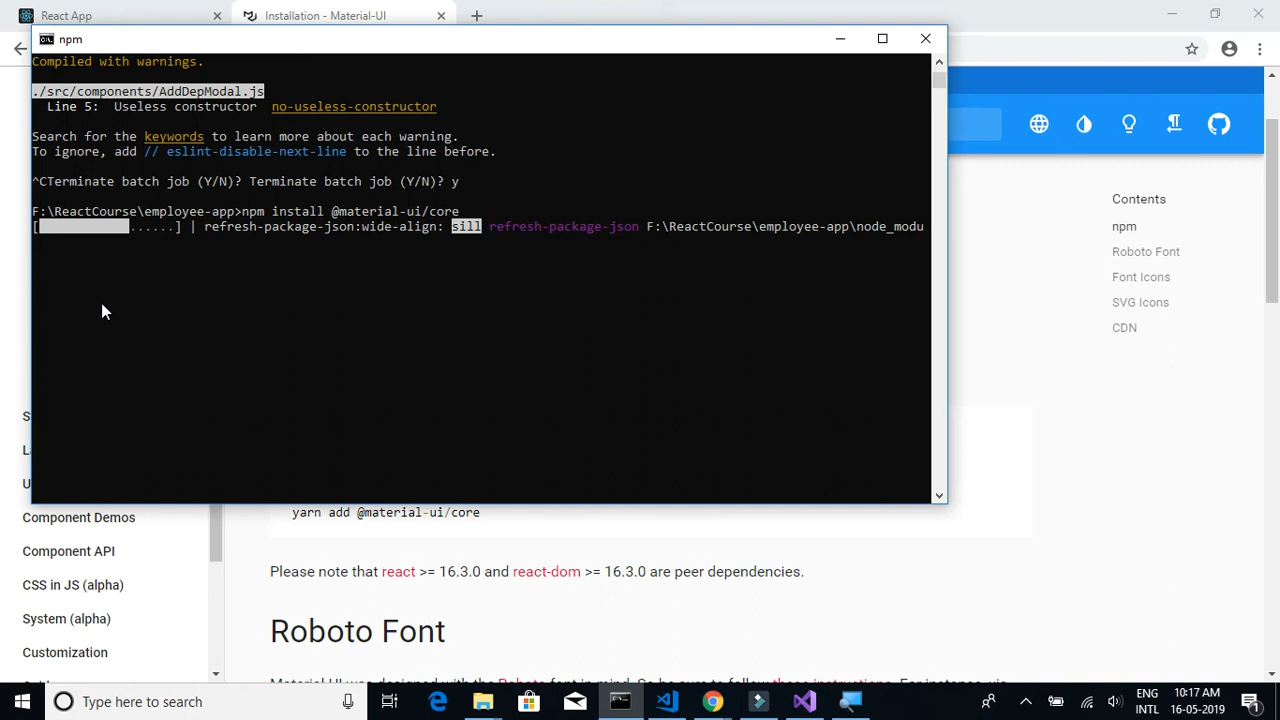 React App
Installation - Material-UI
npm
Compiled with warnings.
./src/components/AddDepModal.js
Line 5:  Useless constructor  no-useless-constructor
Search for the keywords to learn more about each warning.
To ignore, add // eslint-disable-next-line to the line before.
^CTerminate batch job (Y/N)? Terminate batch job (Y/N)? y
F:\ReactCourse\employee-app>npm install @material-ui/core
[ ......] | refresh-package-json:wide-align: sill refresh-package-json F:\ReactCourse\employee-app\node_modu
Contents
npm
Roboto Font
Font Icons
SVG Icons
CDN
Component Demos
Component API
CSS in JS (alpha)
System (alpha)
Customization
yarn add @material-ui/core
Please note that react >= 16.3.0 and react-dom >= 16.3.0 are peer dependencies.
Roboto Font
Type here to search
ENG
INTL
10:17 AM
16-05-2019
1